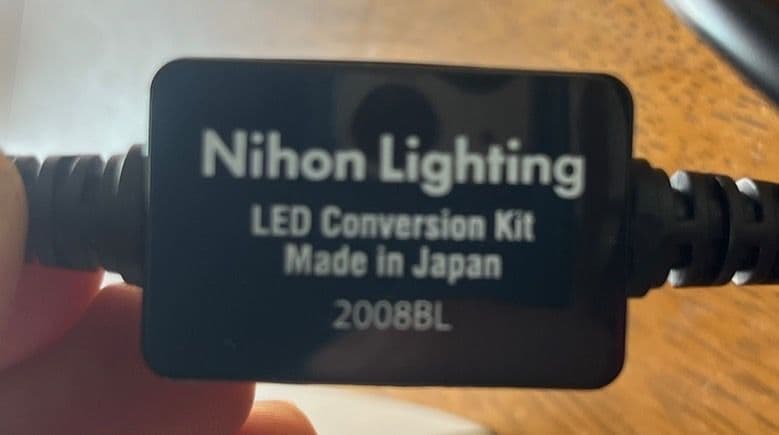 Nihon Lighting
LED Conversion Kit
Made in Japan
2008BL